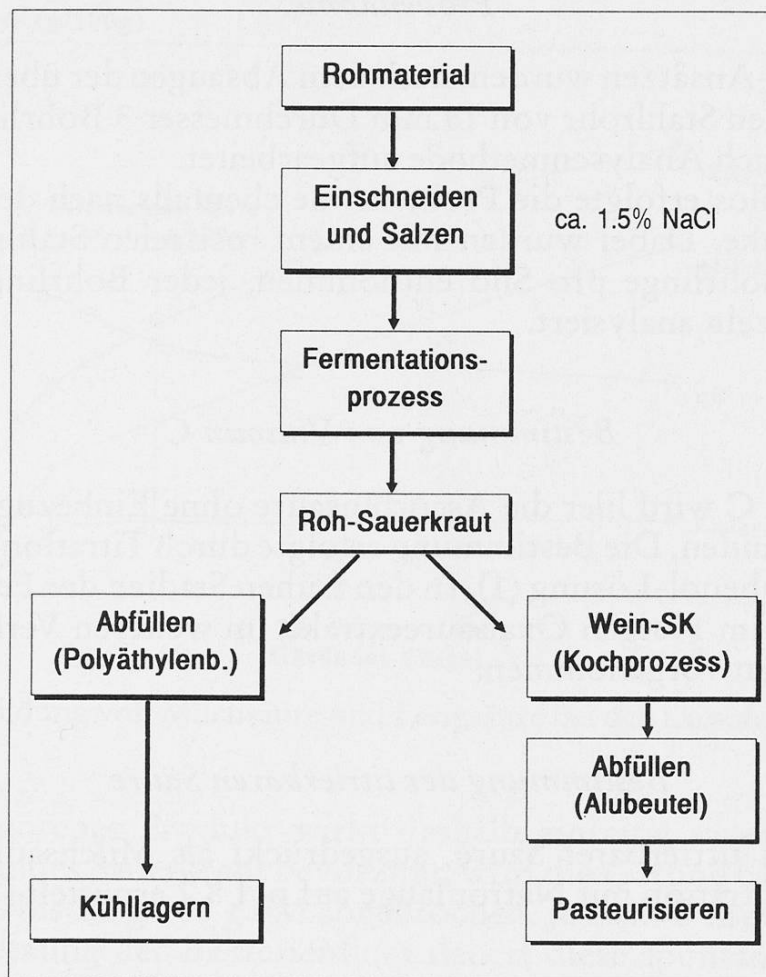 Rohmaterial
Einschneiden
und Salzen
ca. 1.5% NaCl
Fermentations-
prozess
Roh-Sauerkraut
Abfüllen
(Polyäthylenb.)
Wein-SK
(Kochprozess)
Abfüllen
(Alubeutel)
Kühllagern
Pasteurisieren